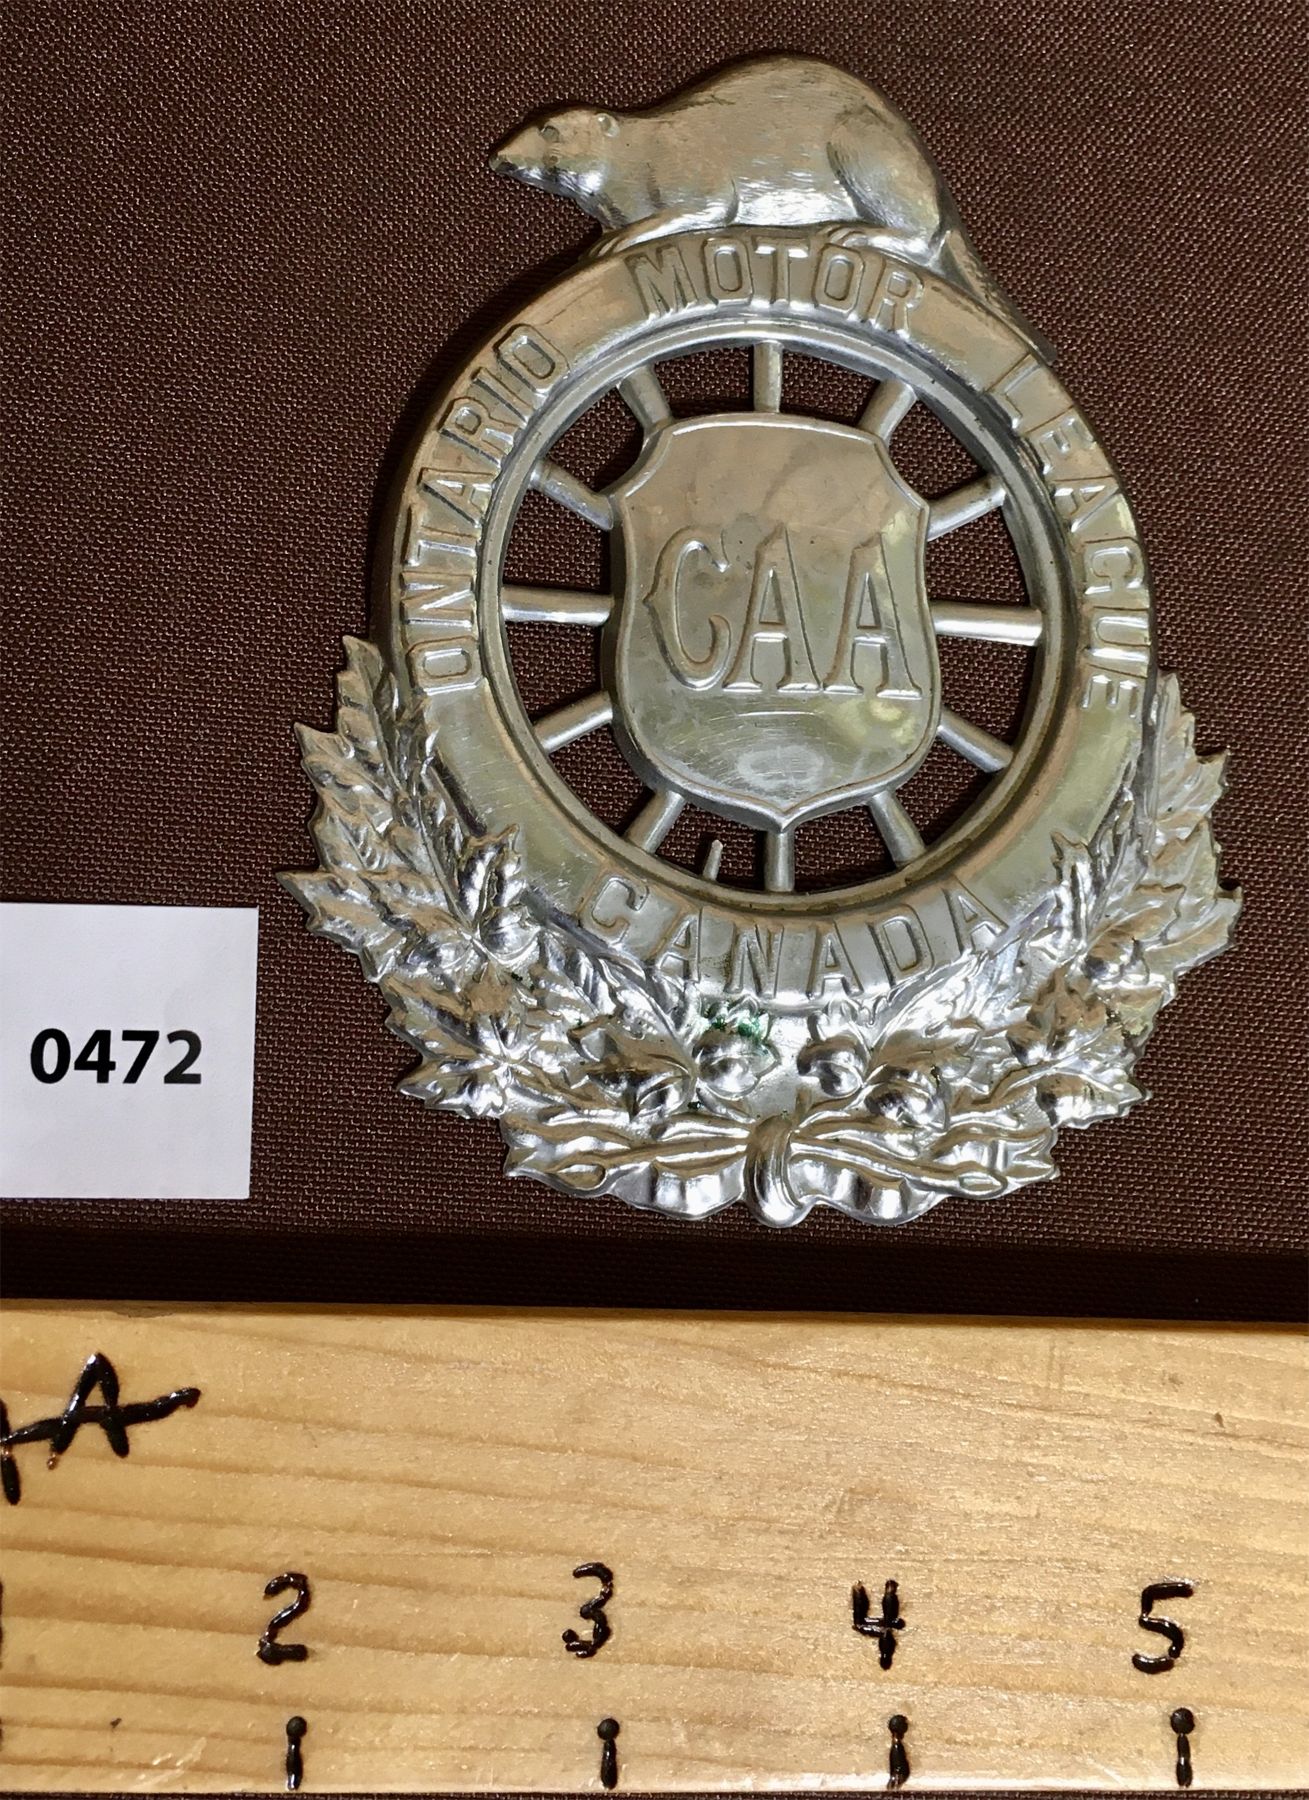 ONTARIO MOTOR LEAGUE
CAA
CANADA
0472
A
2 3 4 5